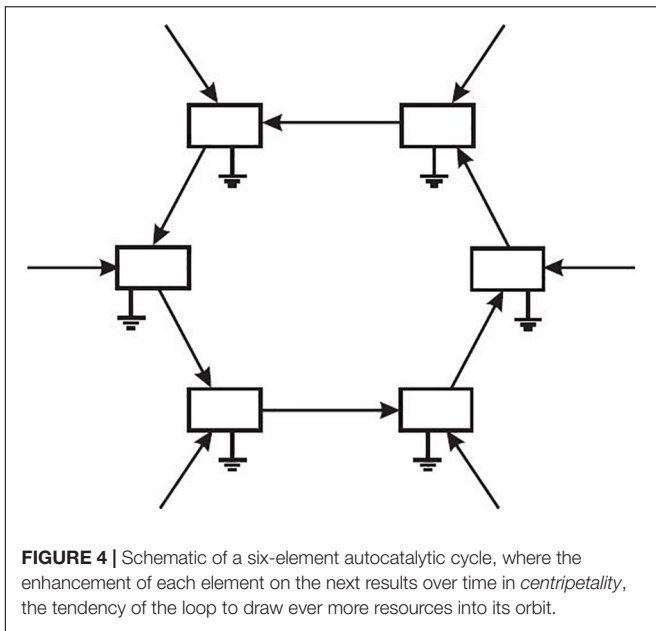 FIGURE 4 | Schematic of a six-element autocatalytic cycle, where the
enhancement of each element on the next results over time in centripetality,
the tendency of the loop to draw ever more resources into its orbit.